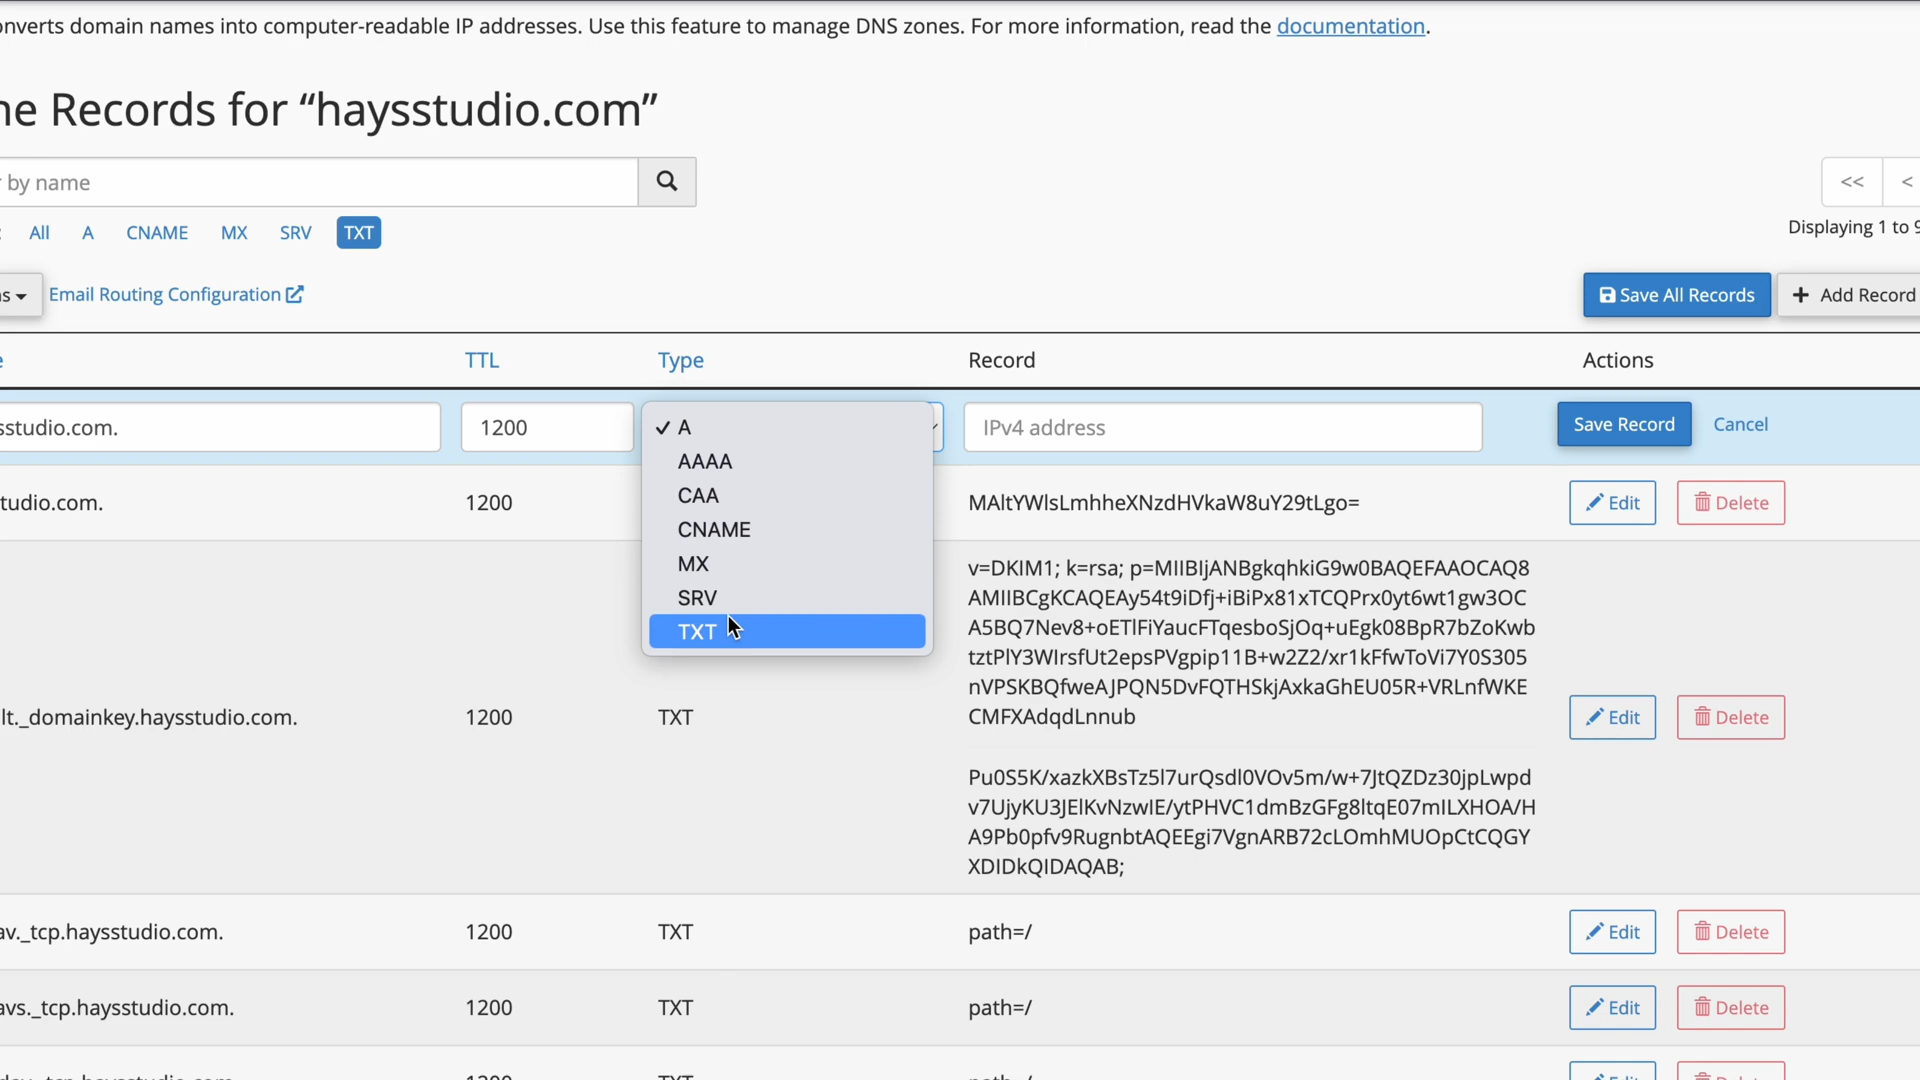 nverts domain names into computer-readable IP addresses. Use this feature to manage DNS zones. For more information, read the documentation.
ne Records for “haysstudio.com”
r by name
<< <
: All A CNAME MX SRV TXT
Displaying 1 to 9
ns Email Routing Configuration
Save All Records + Add Record
e TTL Type Record Actions
sstudio.com. 1200 ✓ A IPv4 address Save Record Cancel
AAAA
CAA
CNAME
MX
SRV
TXT
tudio.com. 1200 MAltYWlsLmhheXNzdHVkaW8uY29tLgo= Edit Delete
v=DKIM1; k=rsa; p=MIIBIjANBgkqhkiG9w0BAQEFAAOCAQ8
AMIIBCgKCAQEAy54t9iDfj+iBiPx81xTCQPrx0yt6wt1gw3OC
A5BQ7Nev8+oETlFiYaucFTqesboSjOq+uEgk08BpR7bZoKwb
tztPlY3WIrsfUt2epsPVgpip11B+w2Z2/xr1kFfwToVi7Y0S305
nVPSKBQfweAJPQN5DvFQTHSkjAxkaGhEU05R+VRLnfWKE
CMFXAdqdLnnub
lt._domainkey.haysstudio.com. 1200 TXT Edit Delete
Pu0S5K/xazkXBsTz5l7urQsdl0VOv5m/w+7JtQZDz30jpLwpd
v7UjyKU3JElKvNzwIE/ytPHVC1dmBzGFg8ltqE07mILXHOA/H
A9Pb0pfv9RugnbtAQEEgi7VgnARB72cLOmhMUOpCtCQGY
XDIDkQIDAQAB;
av._tcp.haysstudio.com. 1200 TXT path=/ Edit Delete
avs._tcp.haysstudio.com. 1200 TXT path=/ Edit Delete